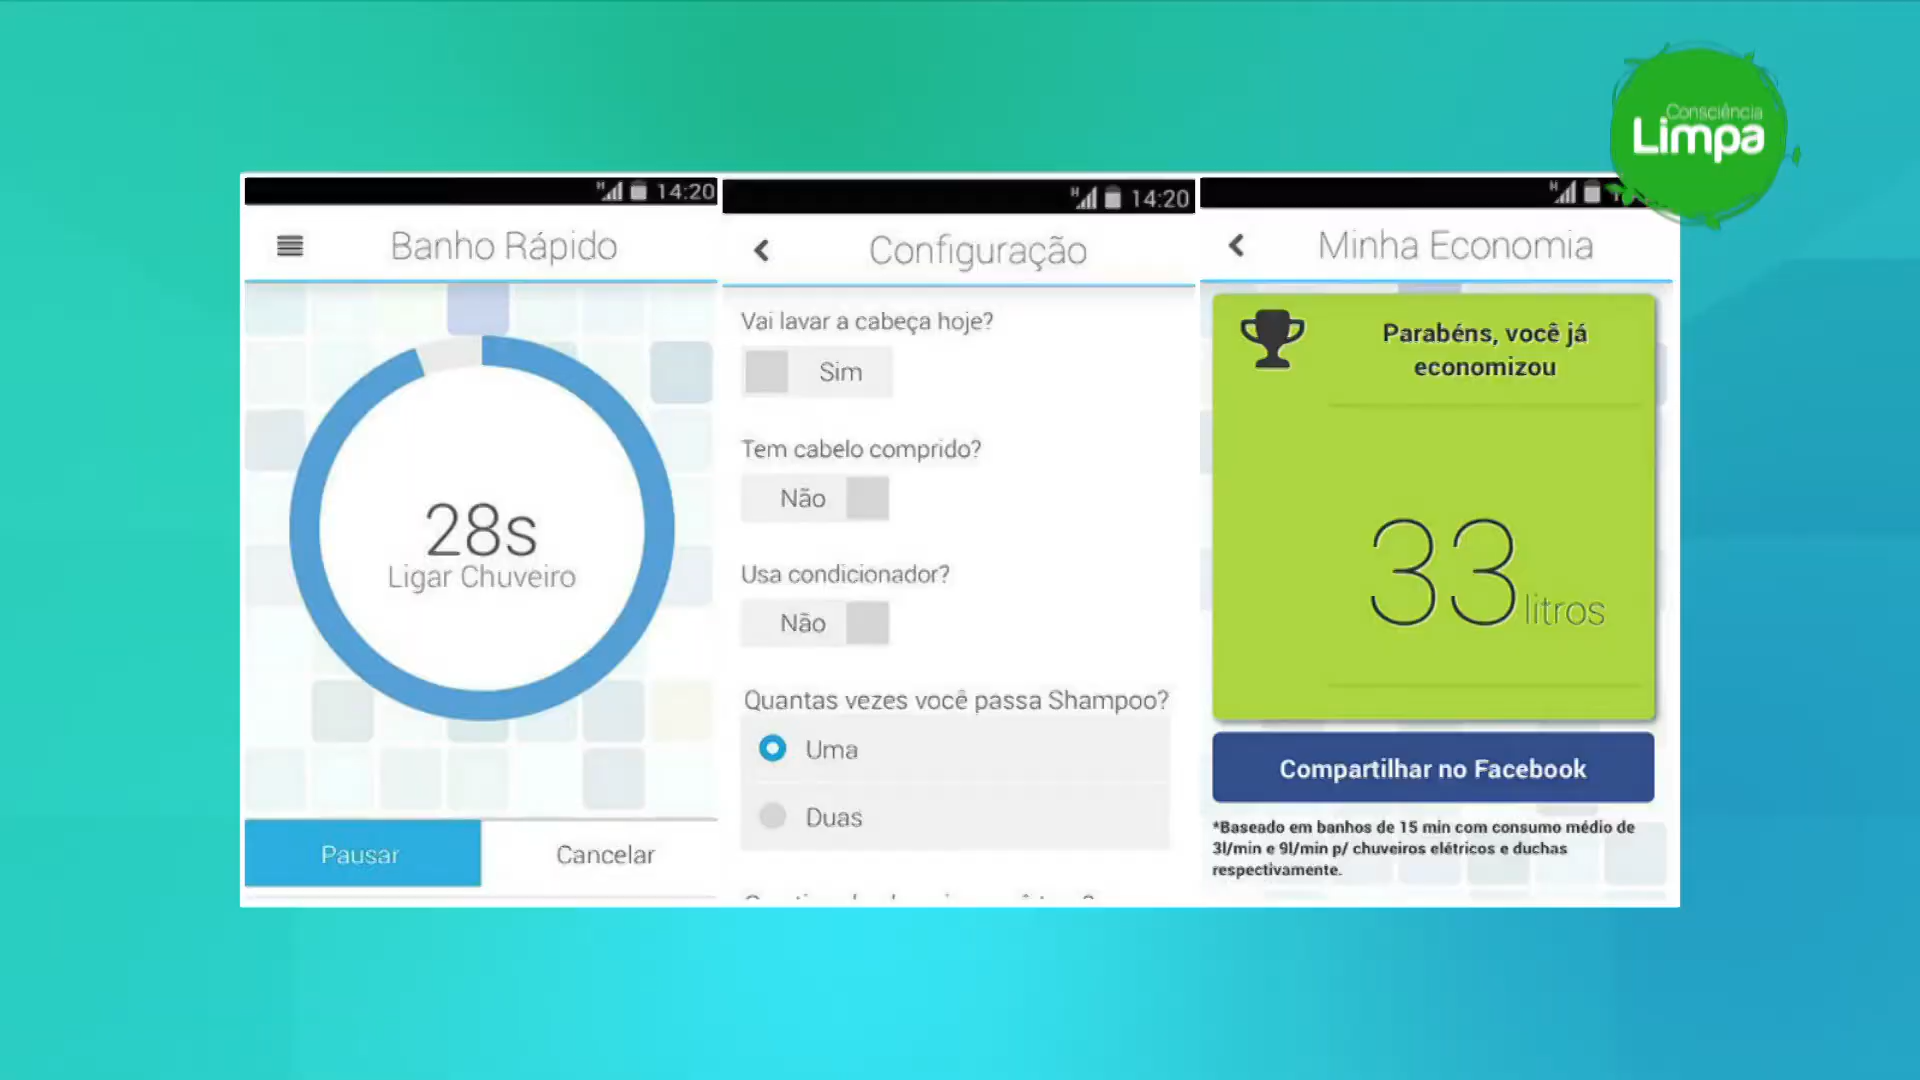 Consciência
Limpa
H 14:20
Banho Rápido
28s
Ligar Chuveiro
Pausar
Cancelar
H 14:20
Configuração
Vai lavar a cabeça hoje?
Sim
Tem cabelo comprido?
Não
Usa condicionador?
Não
Quantas vezes você passa Shampoo?
Uma
Duas
H
Minha Economia
Parabéns, você já
economizou
33 litros
Compartilhar no Facebook
*Baseado em banhos de 15 min com consumo médio de
3l/min e 9l/min p/ chuveiros elétricos e duchas
respectivamente.